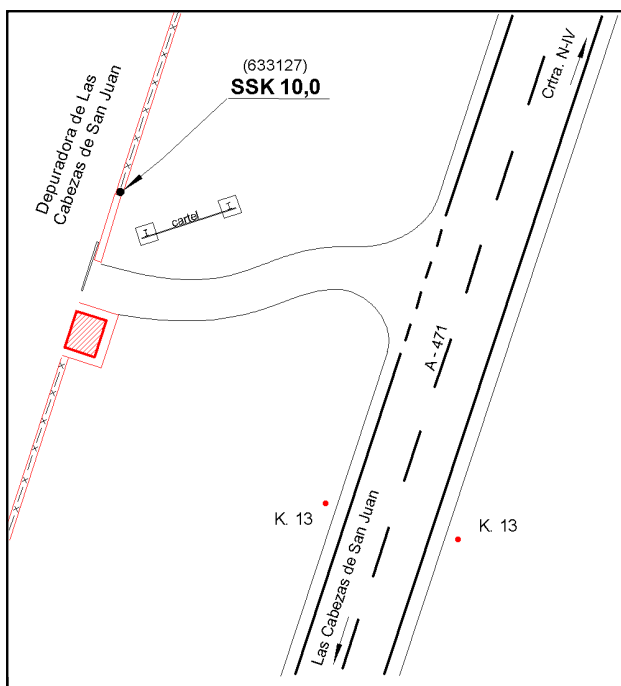 (633127)
SSK 10,0
Crtra. N-IV
Depuradora de Las
Cabezas de San Juan
cartel
A - 471
K. 13
K. 13
Las Cabezas de San Juan